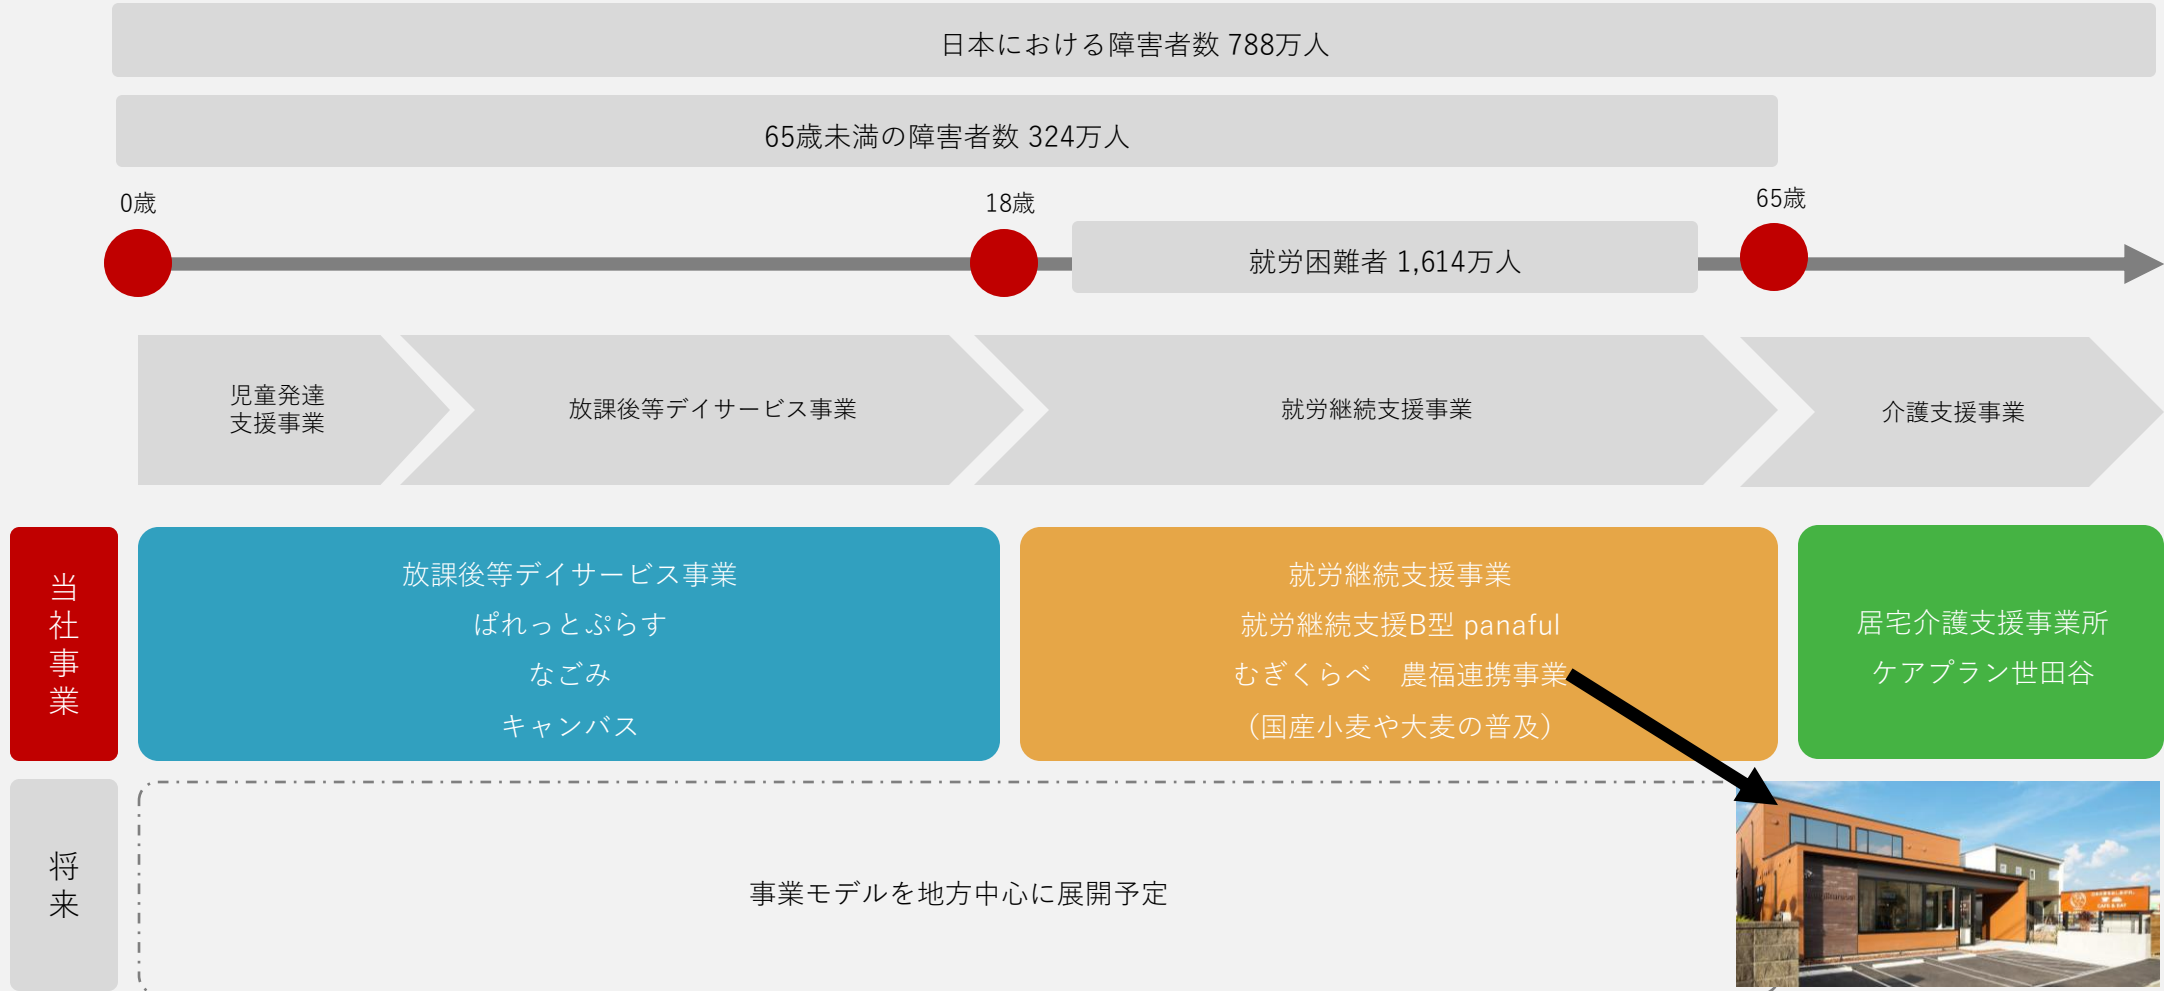 日本における障害者数 788万人
65歳未満の障害者数 324万人
0歳
18歳
65歳
就労困難者 1,614万人
児童発達
支援事業
放課後等デイサービス事業
就労継続支援事業
介護支援事業
当社事業
放課後等デイサービス事業
ぱれっとぷらす
なごみ
キャンバス
就労継続支援事業
就労継続支援B型 panaful
むぎくらべ　農福連携事業
（国産小麦や大麦の普及）
居宅介護支援事業所
ケアプラン世田谷
将来
事業モデルを地方中心に展開予定